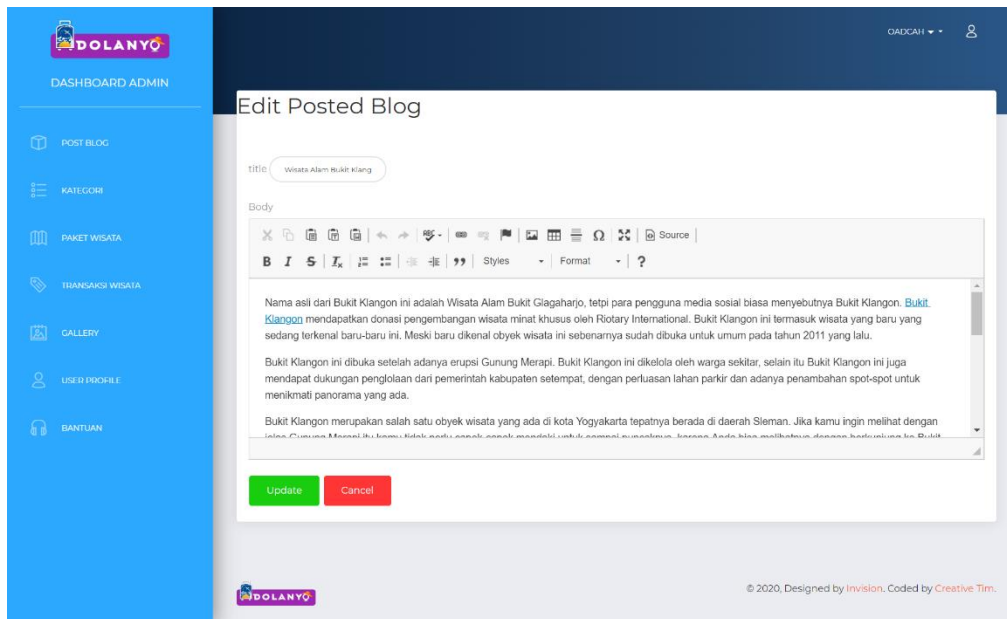 DOLANYO
DASHBOARD ADMIN
POST BLOG
KATEGORI
PAKET WISATA
TRANSAKSI WISATA
GALLERY
USER PROFILE
BANTUAN
OADCAH
Edit Posted Blog
title Wisata Alam Bukit Klang
Body
Source
B I S Ix Styles Format ?
Nama asli dari Bukit Klangon ini adalah Wisata Alam Bukit Glagaharjo, tetpi para pengguna media sosial biasa menyebutnya Bukit Klangon. Bukit
Klangon mendapatkan donasi pengembangan wisata minat khusus oleh Riotary International. Bukit Klangon ini termasuk wisata yang baru yang
sedang terkenal baru-baru ini. Meski baru dikenal obyek wisata ini sebenarnya sudah dibuka untuk umum pada tahun 2011 yang lalu.
Bukit Klangon ini dibuka setelah adanya erupsi Gunung Merapi. Bukit Klangon ini dikelola oleh warga sekitar, selain itu Bukit Klangon ini juga
mendapat dukungan penglolaan dari pemerintah kabupaten setempat, dengan perluasan lahan parkir dan adanya penambahan spot-spot untuk
menikmati panorama yang ada.
Bukit Klangon merupakan salah satu obyek wisata yang ada di kota Yogyakarta tepatnya berada di daerah Sleman. Jika kamu ingin melihat dengan
Update Cancel
DOLANYO
© 2020, Designed by Invision. Coded by Creative Tim.